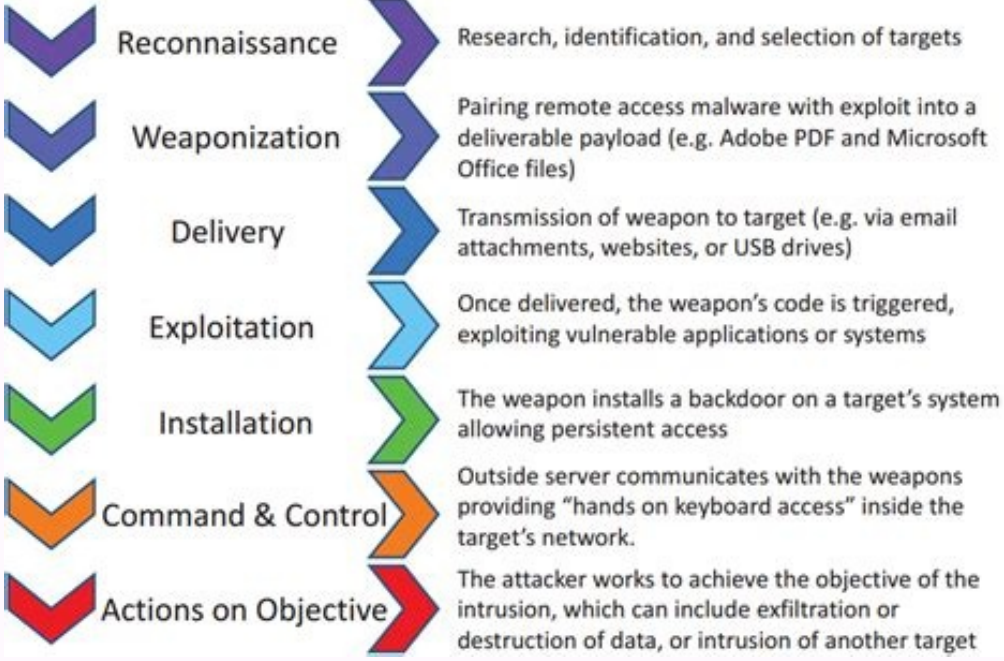 Reconnaissance
Research, identification, and selection of targets
Weaponization
Pairing remote access malware with exploit into a
deliverable payload (e.g. Adobe PDF and Microsoft
Office files)
Delivery
Transmission of weapon to target (e.g. via email
attachments, websites, or USB drives)
Exploitation
Once delivered, the weapon's code is triggered,
exploiting vulnerable applications or systems
Installation
The weapon installs a backdoor on a target's system
allowing persistent access
Command & Control
Outside server communicates with the weapons
providing “hands on keyboard access” inside the
target's network.
Actions on Objective
The attacker works to achieve the objective of the
intrusion, which can include exfiltration or
destruction of data, or intrusion of another target